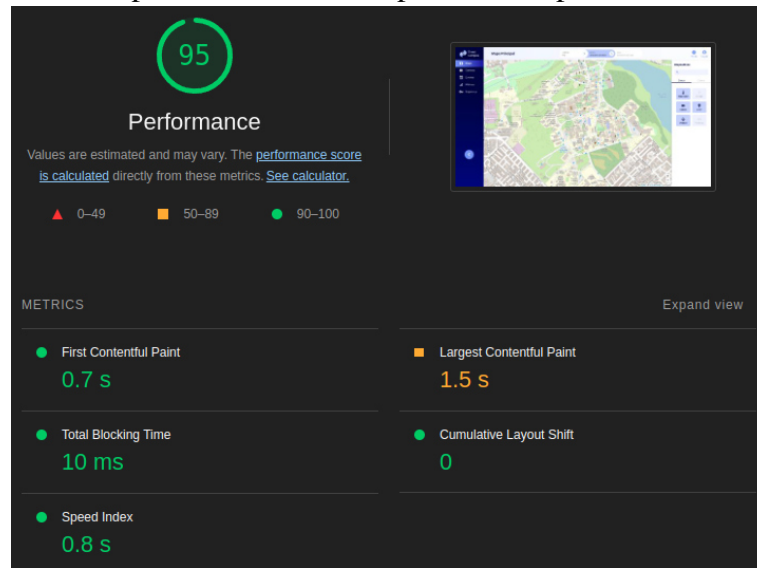 95
Performance
Values are estimated and may vary. The performance score
is calculated directly from these metrics. See calculator.
0–49
50–89
90–100
METRICS
Expand view
First Contentful Paint
0.7 s
Largest Contentful Paint
1.5 s
Total Blocking Time
10 ms
Cumulative Layout Shift
0
Speed Index
0.8 s